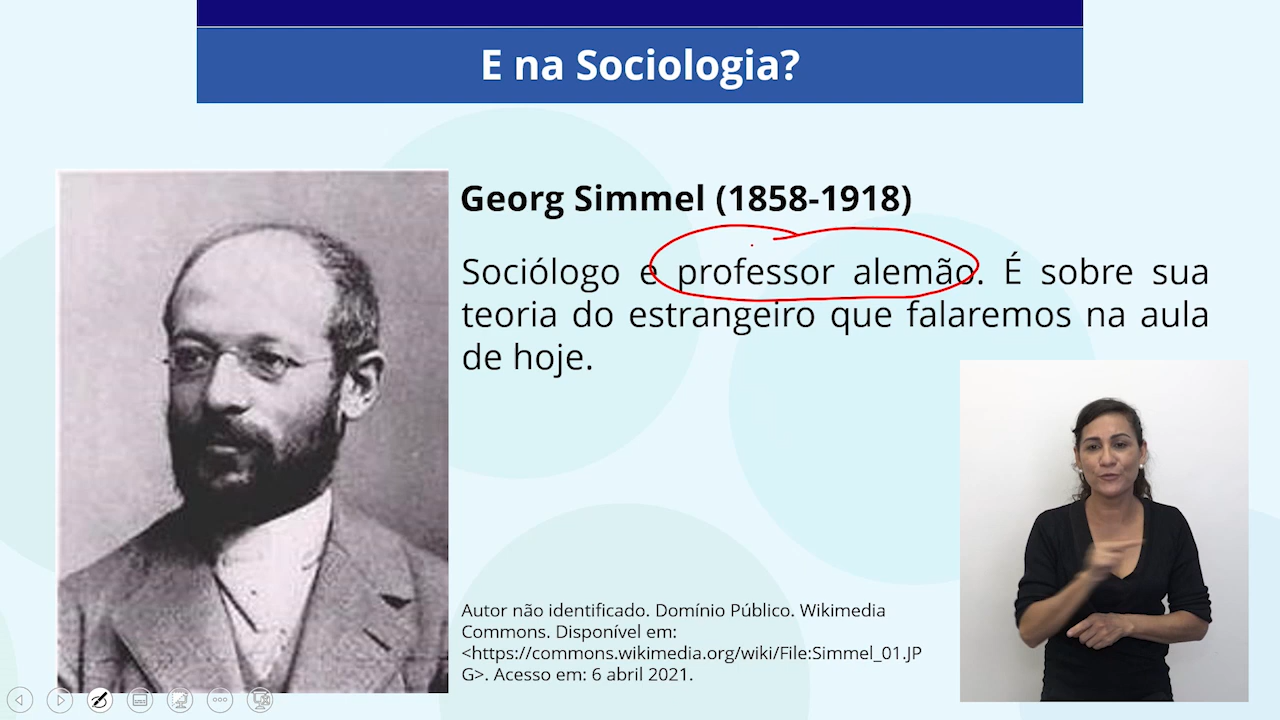 E na Sociologia?
Georg Simmel (1858-1918)
Sociólogo e professor alemão. É sobre sua
teoria do estrangeiro que falaremos na aula
de hoje.
Autor não identificado. Domínio Público. Wikimedia
Commons. Disponível em:
<https://commons.wikimedia.org/wiki/File:Simmel_01.JP
G>. Acesso em: 6 abril 2021.